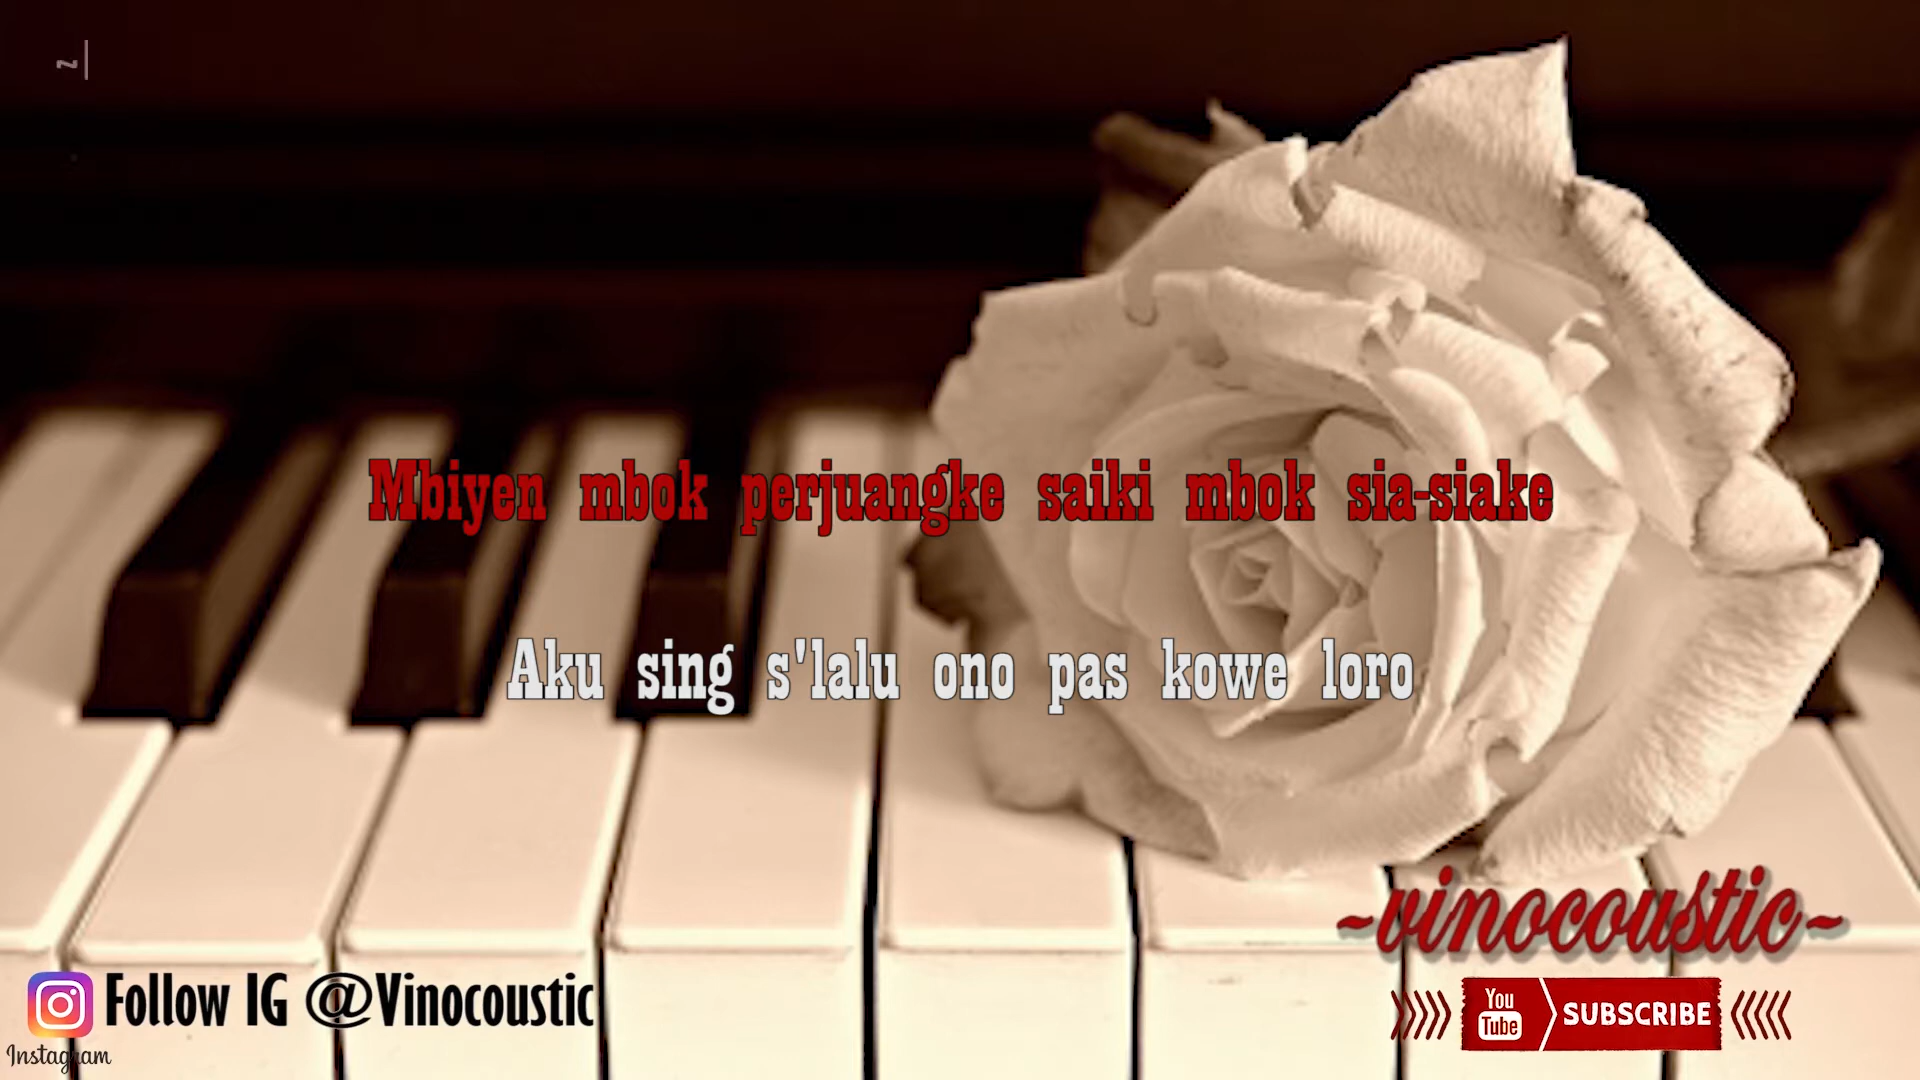 ~|
Mbiyen mbok perjuangke saiki mbok sia-siake
Aku sing s'lalu ono pas kowe loro
~vinocoustic~
Follow IG @Vinocoustic
Instagram
You Tube SUBSCRIBE